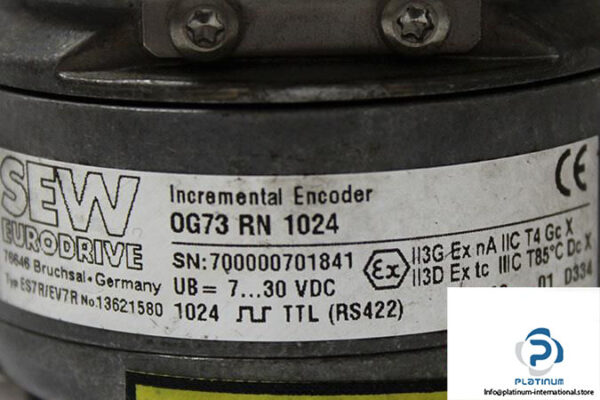 SEW
EURODRIVE
76646 Bruchsal • Germany
Typ ES7R/EV7R No.13621580
Incremental Encoder
OG73 RN 1024
SN:700000701841
UB= 7...30 VDC
1024 TTL (RS422)
CE
Ex
II3G Ex nA IIC T4 Gc X
II3D Ex tc IIIC T85°C Dc X
01 D334
PLATINUM
Info@platinum-international.store